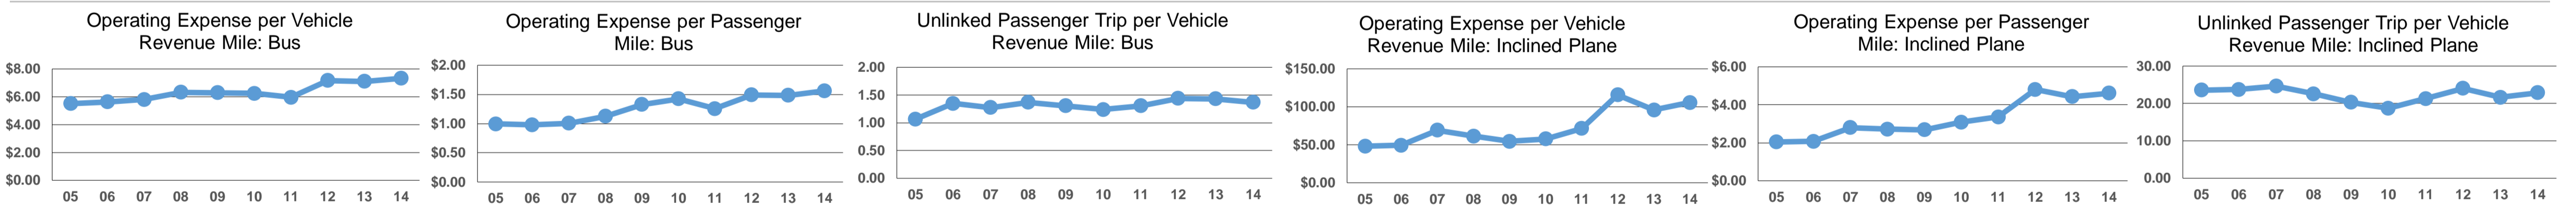 Operating Expense per Vehicle
Revenue Mile: Bus
$8.00
$6.00
$4.00
$2.00
$0.00
05 06 07 08 09 10 11 12 13 14
Operating Expense per Passenger
Mile: Bus
$2.00
$1.50
$1.00
$0.50
$0.00
05 06 07 08 09 10 11 12 13 14
Unlinked Passenger Trip per Vehicle
Revenue Mile: Bus
2.00
1.50
1.00
0.50
0.00
05 06 07 08 09 10 11 12 13 14
Operating Expense per Vehicle
Revenue Mile: Inclined Plane
$150.00
$100.00
$50.00
$0.00
05 06 07 08 09 10 11 12 13 14
Operating Expense per Passenger
Mile: Inclined Plane
$6.00
$4.00
$2.00
$0.00
05 06 07 08 09 10 11 12 13 14
Unlinked Passenger Trip per Vehicle
Revenue Mile: Inclined Plane
30.00
20.00
10.00
0.00
05 06 07 08 09 10 11 12 13 14